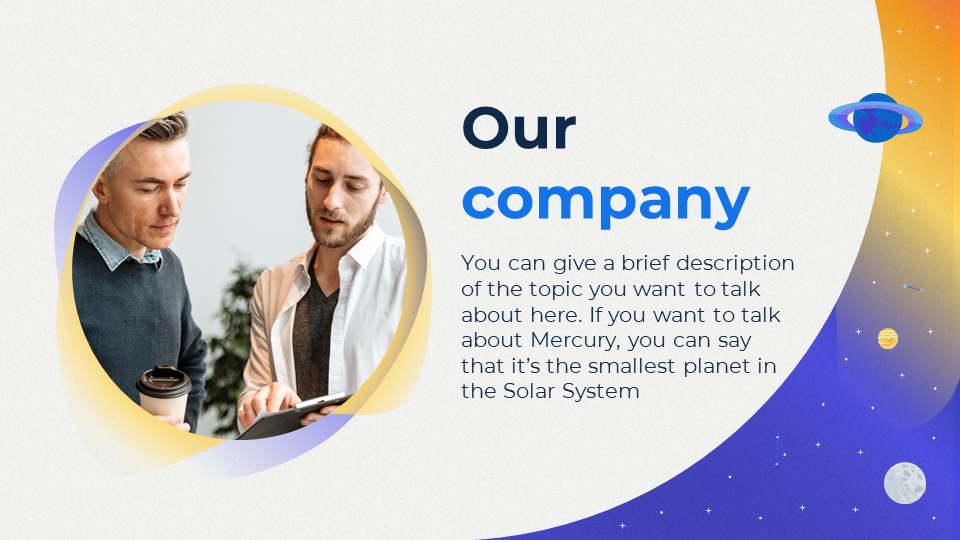 Our
company
You can give a brief description
of the topic you want to talk
about here. If you want to talk
about Mercury, you can say
that it’s the smallest planet in
the Solar System